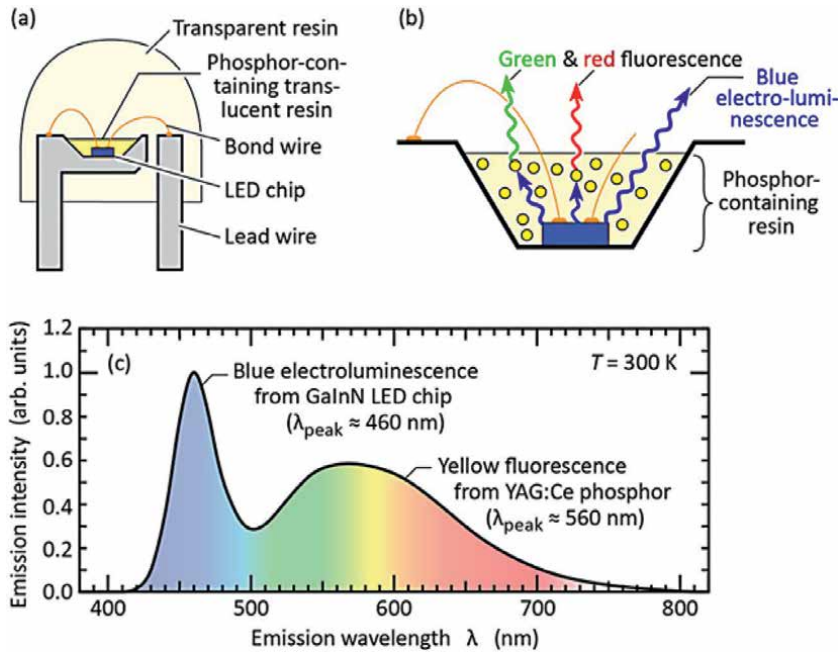 (a)
Transparent resin
Phosphor-con-
taining trans-
lucent resin
Bond wire
LED chip
Lead wire
(b)
Green & red fluorescence
Blue
electro-lumi-
nescence
Phosphor-
containing
resin
(c)
T = 300 K
Blue electroluminescence
from GaInN LED chip
(λpeak ≈ 460 nm)
Yellow fluorescence
from YAG:Ce phosphor
(λpeak ≈ 560 nm)
Emission intensity (arb. units)
1.2
1.0
0.8
0.6
0.4
0.2
0.0
400 500 600 700 800
Emission wavelength λ (nm)